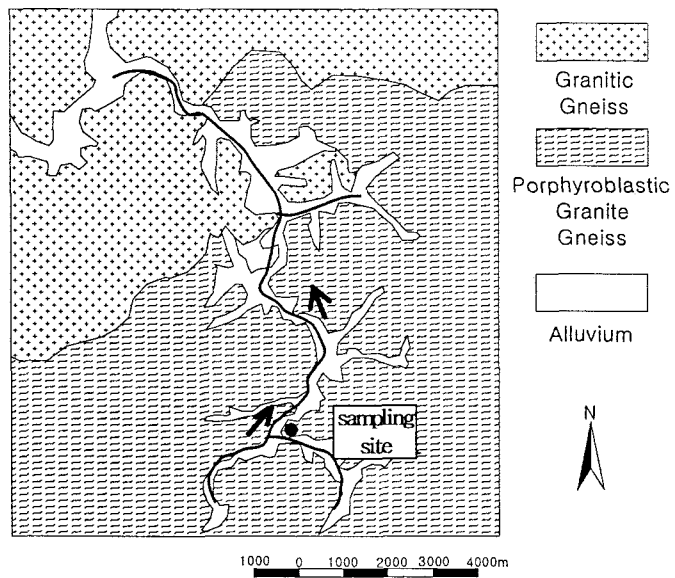 Granitic
Gneiss
Porphyroblastic
Granite
Gneiss
Alluvium
sampling
site
N
1000 0 1000 2000 3000 4000m